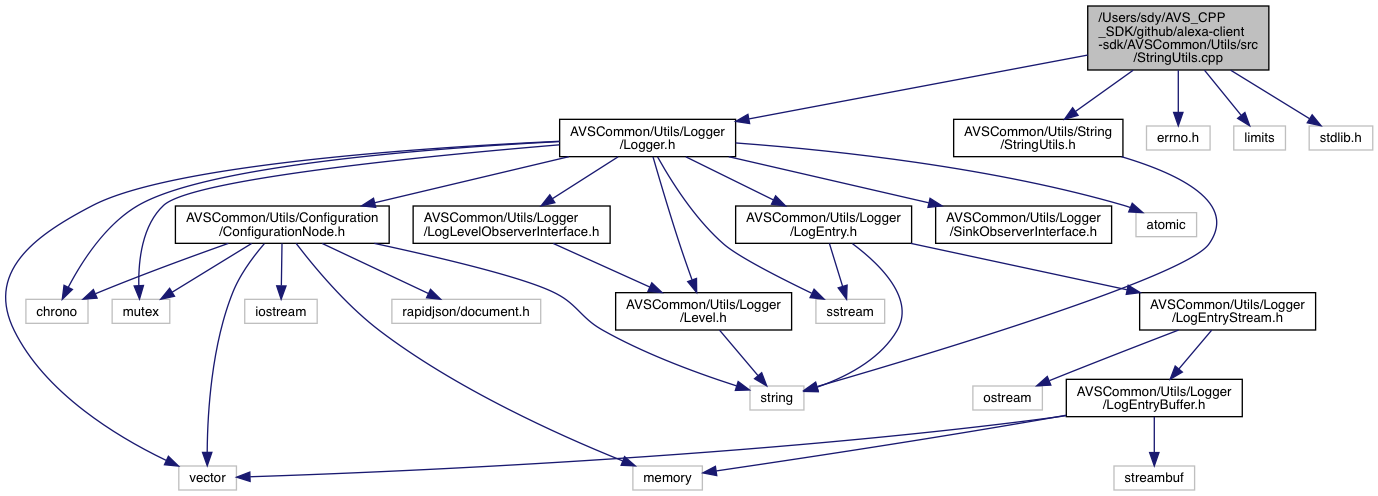 /Users/sdy/AVS_CPP
_SDK/github/alexa-client
-sdk/AVSCommon/Utils/src
/StringUtils.cpp
AVSCommon/Utils/Logger
/Logger.h
AVSCommon/Utils/String
/StringUtils.h
errno.h
limits
stdlib.h
AVSCommon/Utils/Configuration
/ConfigurationNode.h
AVSCommon/Utils/Logger
/LogLevelObserverInterface.h
AVSCommon/Utils/Logger
/LogEntry.h
AVSCommon/Utils/Logger
/SinkObserverInterface.h
atomic
chrono
mutex
iostream
rapidjson/document.h
AVSCommon/Utils/Logger
/Level.h
sstream
AVSCommon/Utils/Logger
/LogEntryStream.h
string
ostream
AVSCommon/Utils/Logger
/LogEntryBuffer.h
vector
memory
streambuf